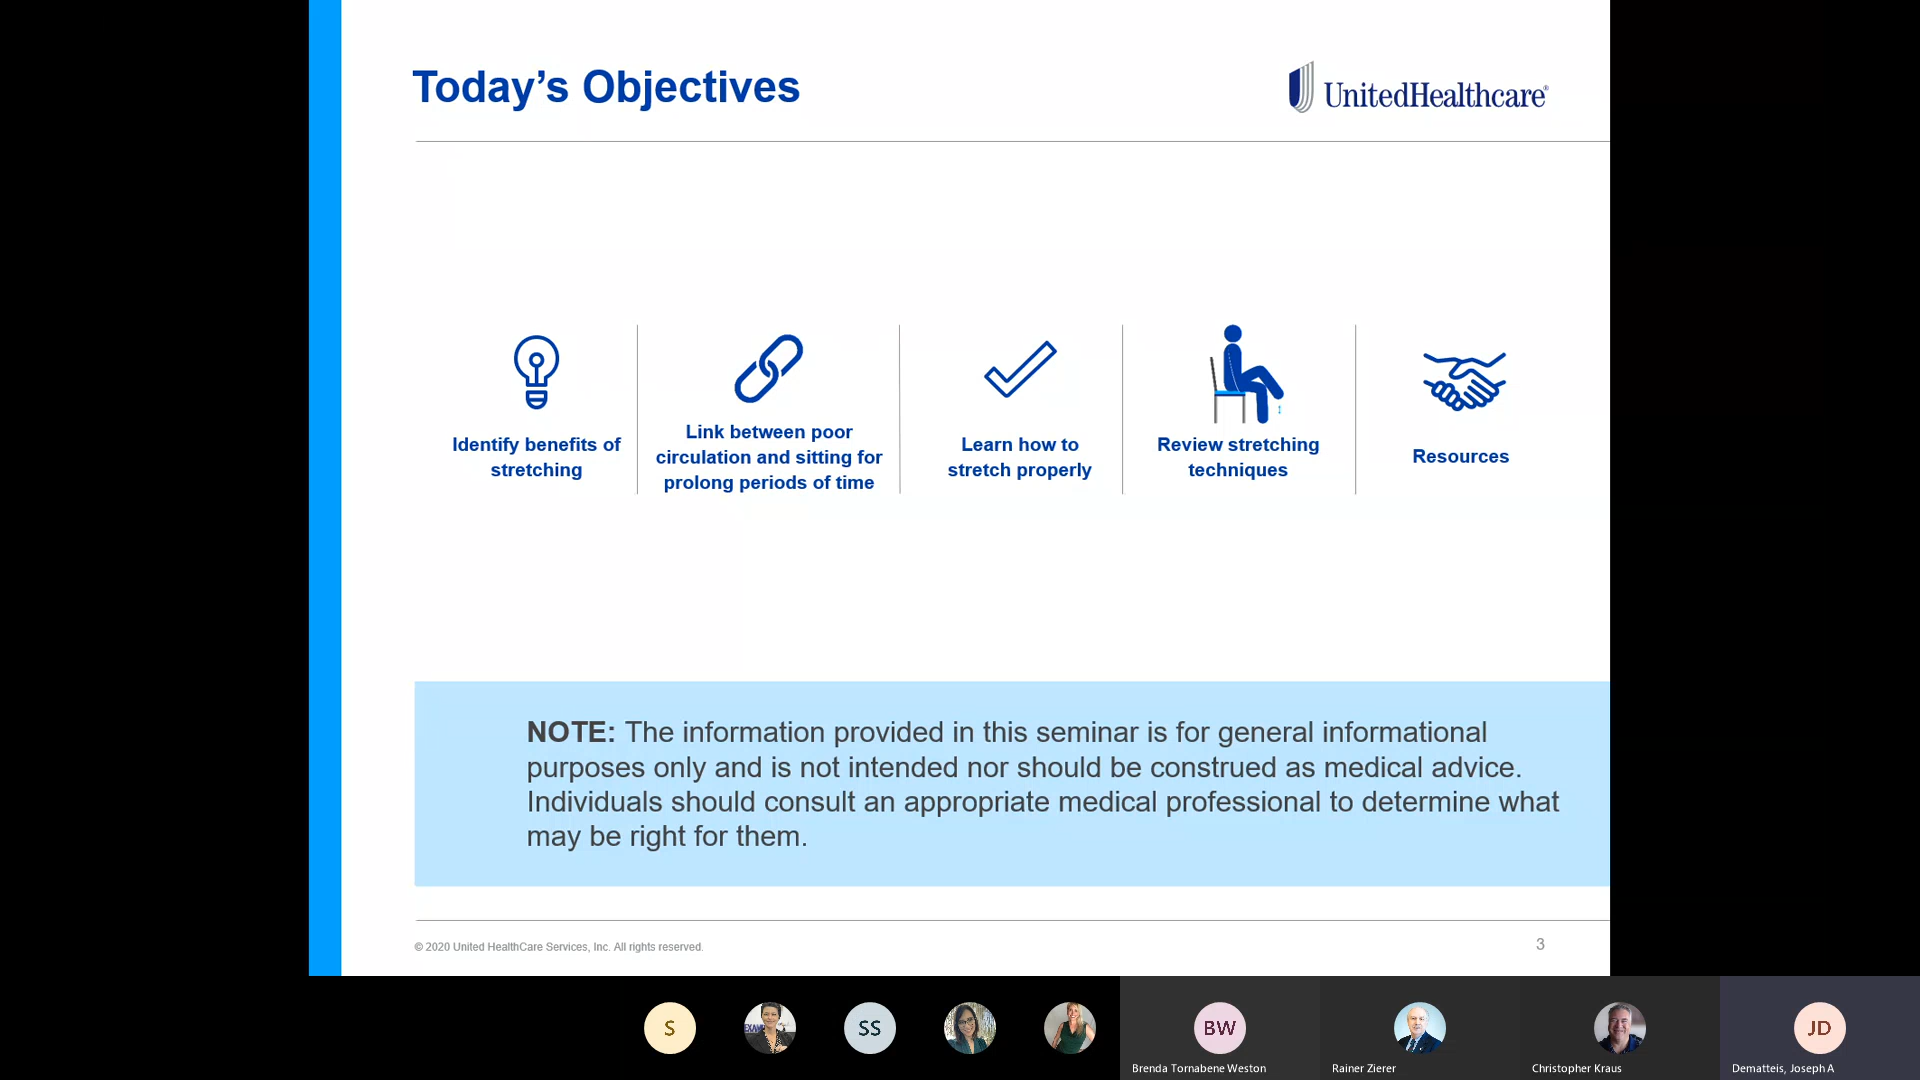 Today’s Objectives
UnitedHealthcare®
Identify benefits of
stretching
Link between poor
circulation and sitting for
prolong periods of time
Learn how to
stretch properly
Review stretching
techniques
Resources
NOTE: The information provided in this seminar is for general informational
purposes only and is not intended nor should be construed as medical advice.
Individuals should consult an appropriate medical professional to determine what
may be right for them.
© 2020 United HealthCare Services, Inc. All rights reserved.
3
S
SS
BW
JD
Brenda Tornabene Weston
Rainer Zierer
Christopher Kraus
Dematteis, Joseph A